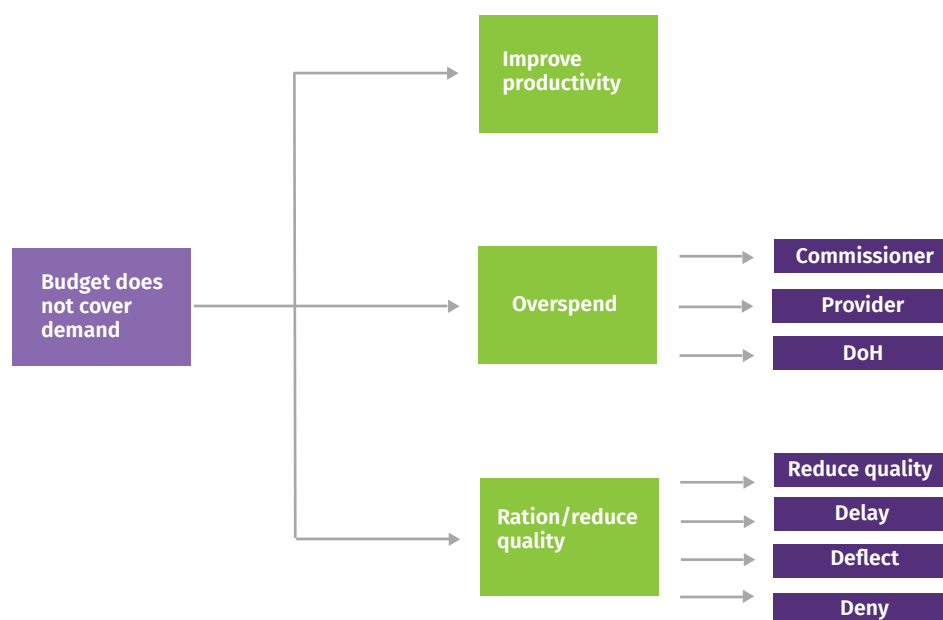 Improve
productivity
Budget does
not cover
demand
Overspend
Commissioner
Provider
DoH
Ration/reduce
quality
Reduce quality
Delay
Deflect
Deny